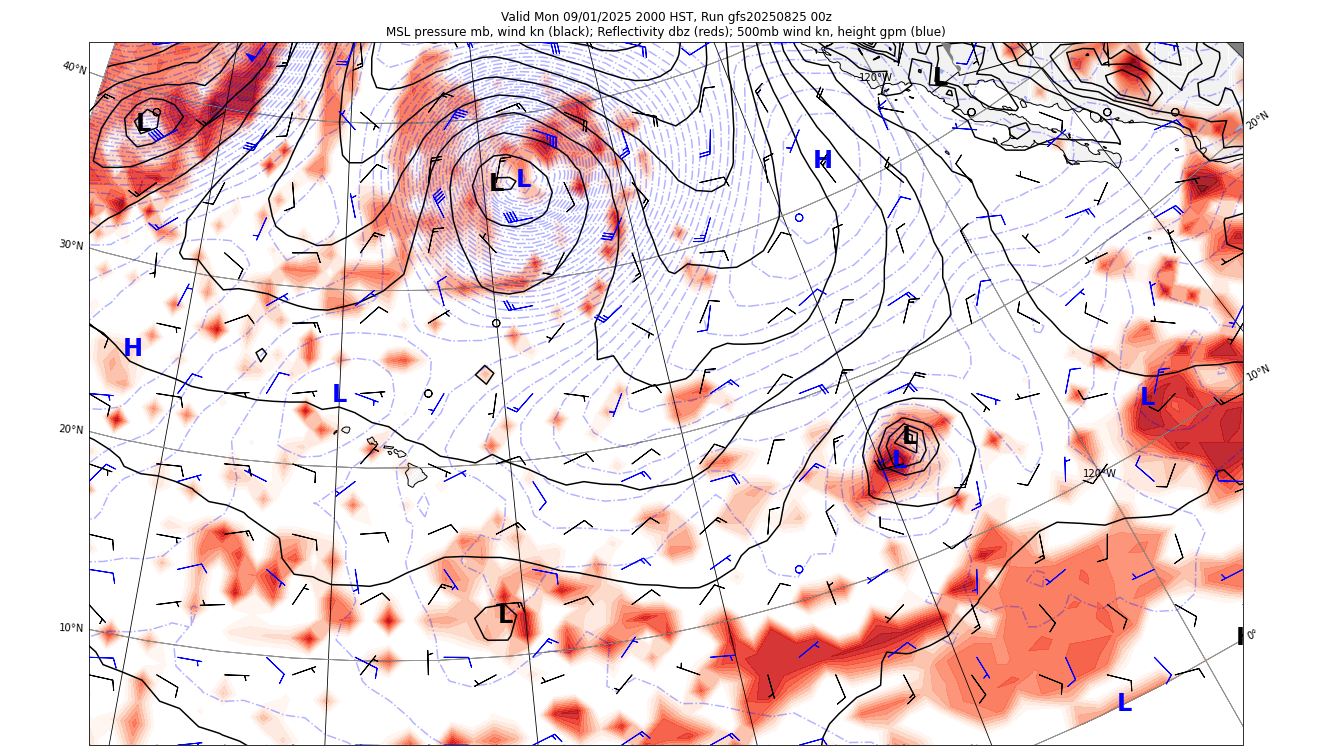 Valid Mon 09/01/2025 2000 HST, Run gfs20250825 00z
MSL pressure mb, wind kn (black); Reflectivity dbz (reds); 500mb wind kn, height gpm (blue)
40°N
120°W
L
20°N
L
H
L L
30°N
H
10°N
L
L
20°N
L
L
120°W
L
10°N
0°
L